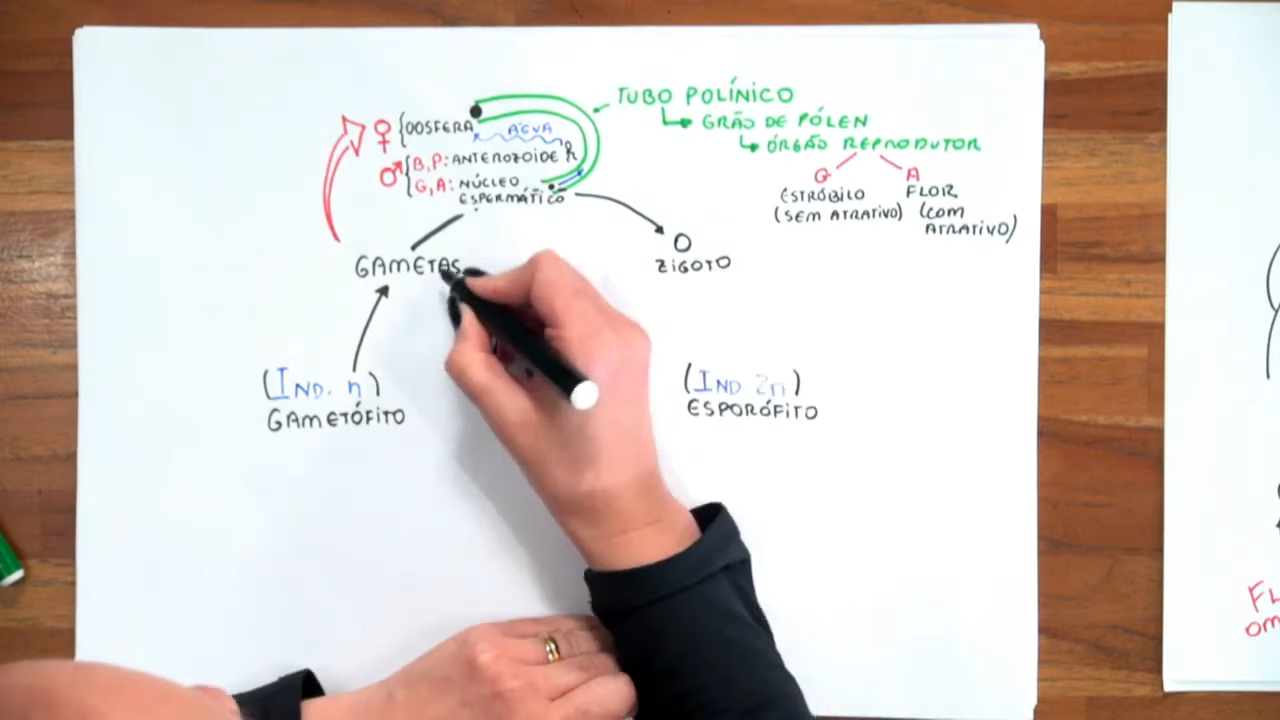 TUBO POLÍNICO
GRÃO DE PÓLEN
ÓRGÃO REPRODUTOR
G A
ESTRÓBILO FLOR
(SEM ATRATIVO) (COM
ATRATIVO)
♀ {OOSFERA
ÁGUA
♂ {B,P: ANTEROZOIDE
G,A: NÚCLEO
ESPERMÁTICO
GAMETAS
ZIGOTO
(IND. n)
GAMETÓFITO
(IND 2n)
ESPORÓFITO
FL